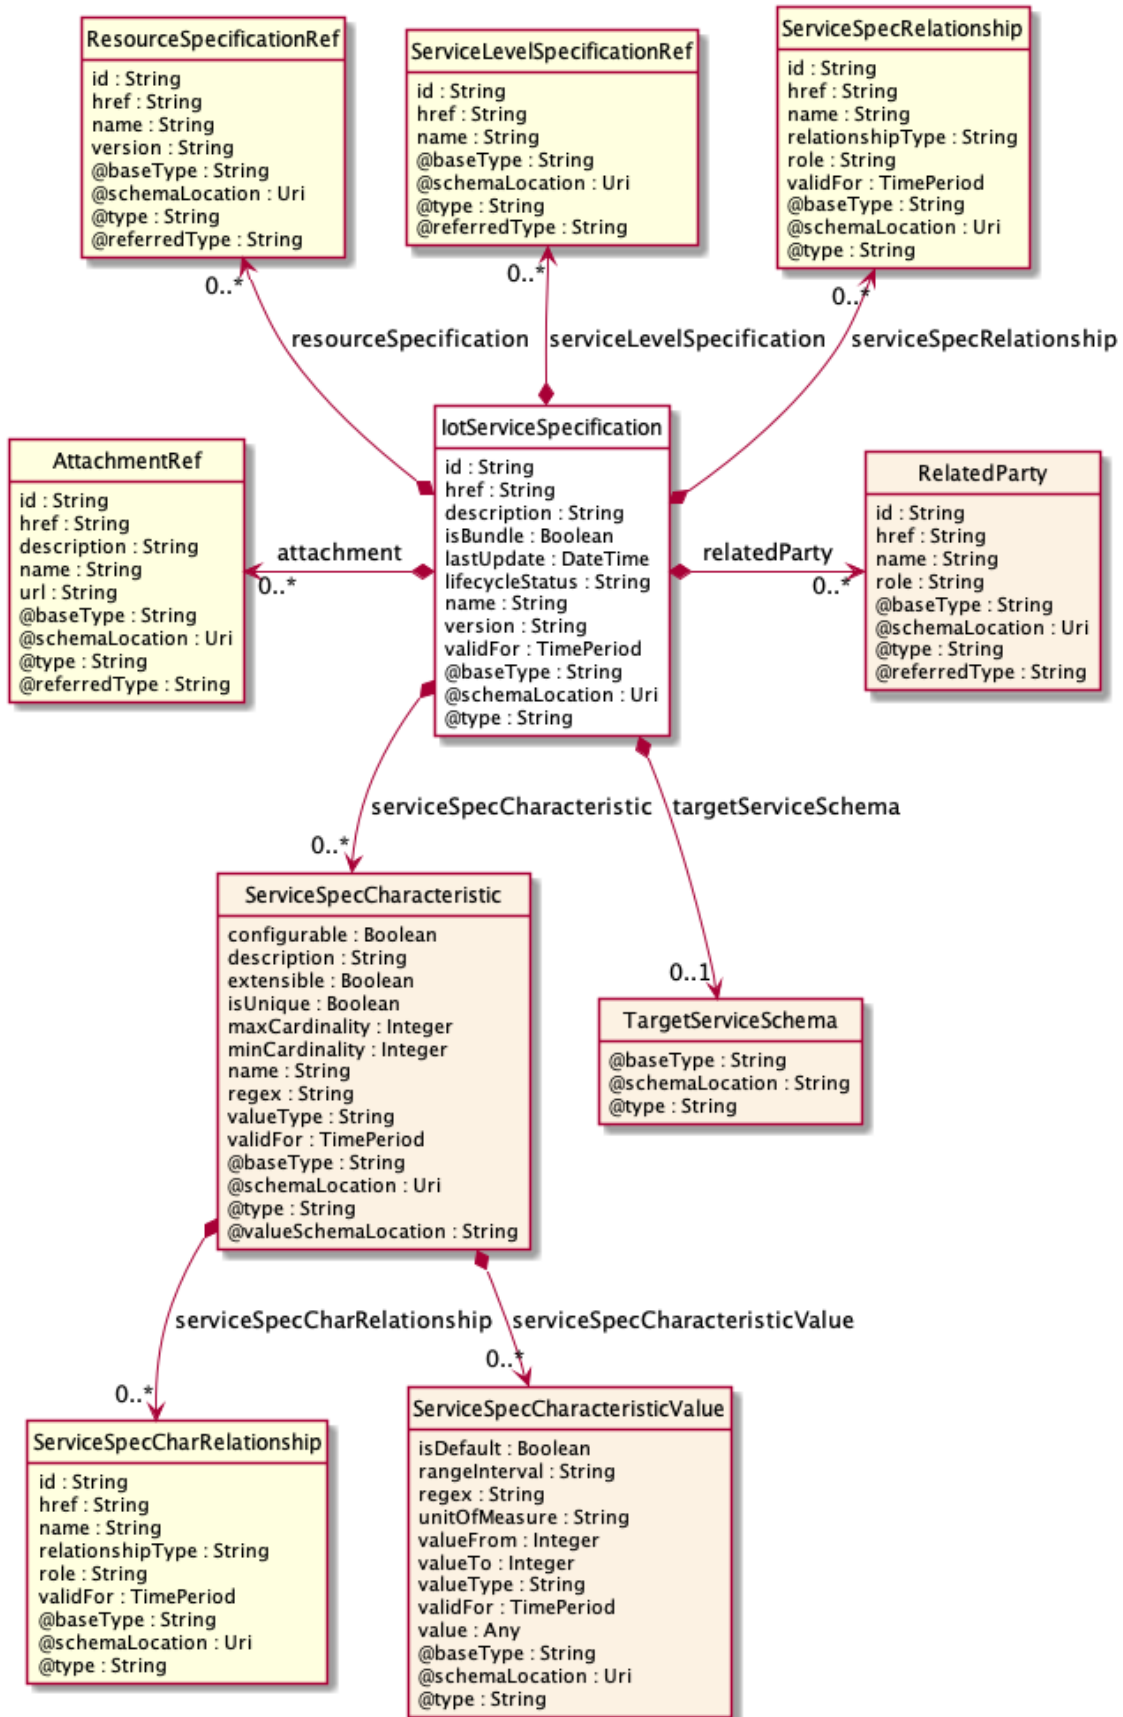 ResourceSpecificationRef
id : String
href : String
name : String
version : String
@baseType : String
@schemaLocation : Uri
@type : String
@referredType : String
ServiceLevelSpecificationRef
id : String
href : String
name : String
@baseType : String
@schemaLocation : Uri
@type : String
@referredType : String
ServiceSpecRelationship
id : String
href : String
name : String
relationshipType : String
role : String
validFor : TimePeriod
@baseType : String
@schemaLocation : Uri
@type : String
0..*
0..*
0..*
resourceSpecification
serviceLevelSpecification
serviceSpecRelationship
AttachmentRef
id : String
href : String
description : String
name : String
url : String
@baseType : String
@schemaLocation : Uri
@type : String
@referredType : String
attachment
0..*
IotServiceSpecification
id : String
href : String
description : String
isBundle : Boolean
lastUpdate : DateTime
lifecycleStatus : String
name : String
version : String
validFor : TimePeriod
@baseType : String
@schemaLocation : Uri
@type : String
relatedParty
0..*
RelatedParty
id : String
href : String
name : String
role : String
@baseType : String
@schemaLocation : Uri
@type : String
@referredType : String
serviceSpecCharacteristic
targetServiceSchema
0..*
ServiceSpecCharacteristic
configurable : Boolean
description : String
extensible : Boolean
isUnique : Boolean
maxCardinality : Integer
minCardinality : Integer
name : String
regex : String
valueType : String
validFor : TimePeriod
@baseType : String
@schemaLocation : Uri
@type : String
@valueSchemaLocation : String
0..1
TargetServiceSchema
@baseType : String
@schemaLocation : String
@type : String
serviceSpecCharRelationship
serviceSpecCharacteristicValue
0..*
0..*
ServiceSpecCharRelationship
id : String
href : String
name : String
relationshipType : String
role : String
validFor : TimePeriod
@baseType : String
@schemaLocation : Uri
@type : String
ServiceSpecCharacteristicValue
isDefault : Boolean
rangeInterval : String
regex : String
unitOfMeasure : String
valueFrom : Integer
valueTo : Integer
valueType : String
validFor : TimePeriod
value : Any
@baseType : String
@schemaLocation : Uri
@type : String